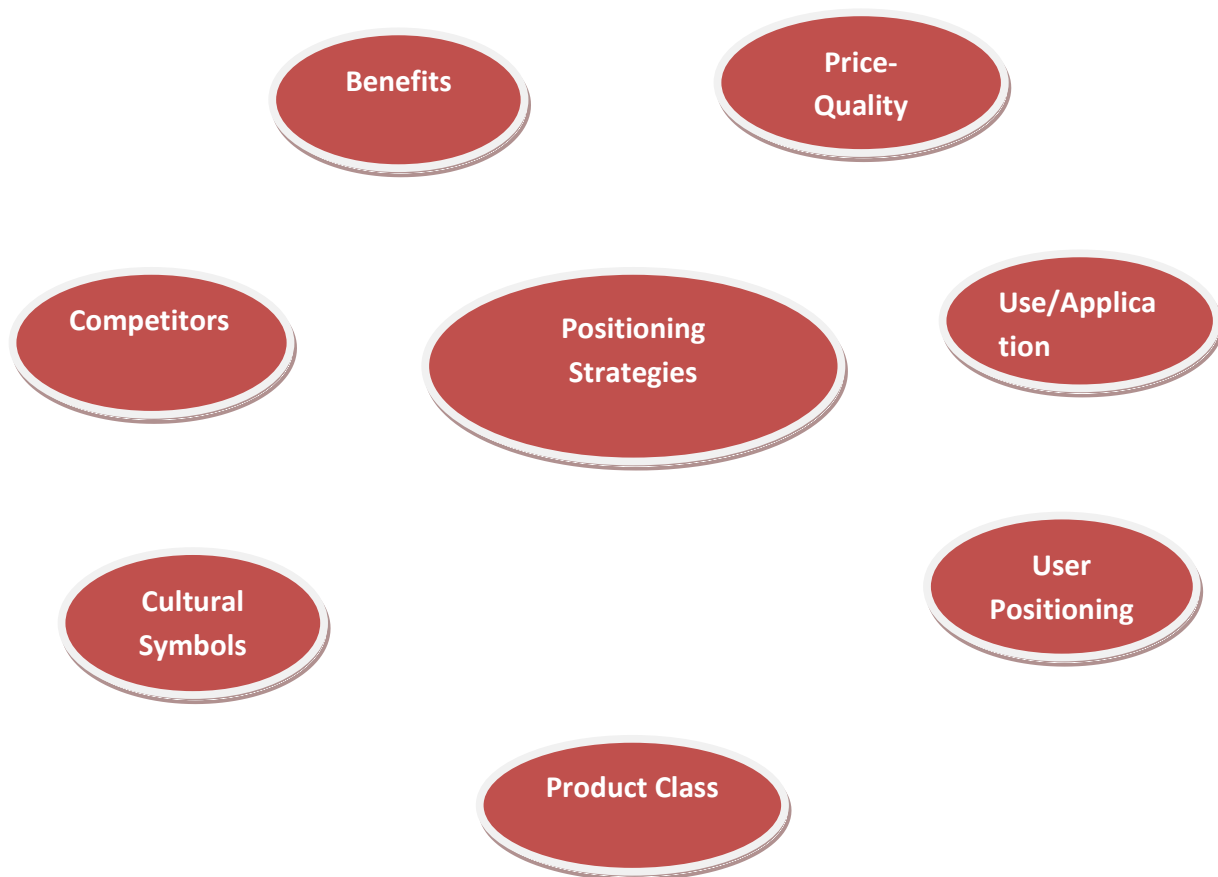 Benefits
Price-
Quality
Competitors
Positioning
Strategies
Use/Applica
tion
Cultural
Symbols
User
Positioning
Product Class